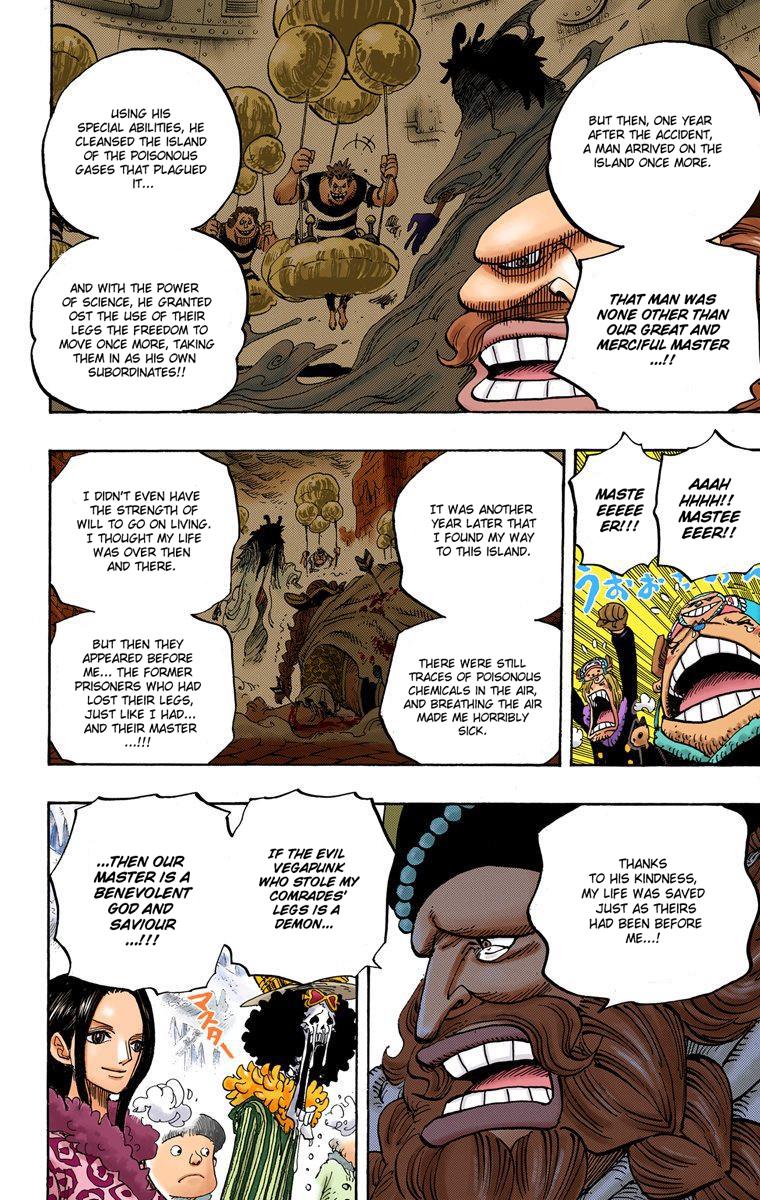 BUT THEN, ONE YEAR
AFTER THE ACCIDENT,
A MAN ARRIVED ON THE
ISLAND ONCE MORE.
THAT MAN WAS
NONE OTHER THAN
OUR GREAT AND
MERCIFUL MASTER
...!!
USING HIS
SPECIAL ABILITIES, HE
CLEANSED THE ISLAND
OF THE POISONOUS
GASES THAT PLAGUED
IT...
AND WITH THE POWER
OF SCIENCE, HE GRANTED
OST THE USE OF THEIR
LEGS THE FREEDOM TO
MOVE ONCE MORE, TAKING
THEM IN AS HIS OWN
SUBORDINATES!!
AAAH
HHHH!!
MASTEE
EEER!!
MASTE
EEEEE
ER!!!
IT WAS ANOTHER
YEAR LATER THAT
I FOUND MY WAY
TO THIS ISLAND.
THERE WERE STILL
TRACES OF POISONOUS
CHEMICALS IN THE AIR,
AND BREATHING THE AIR
MADE ME HORRIBLY
SICK.
I DIDN'T EVEN HAVE
THE STRENGTH OF
WILL TO GO ON LIVING.
I THOUGHT MY LIFE
WAS OVER THEN
AND THERE.
BUT THEN THEY
APPEARED BEFORE
ME... THE FORMER
PRISONERS WHO HAD
LOST THEIR LEGS,
JUST LIKE I HAD...
AND THEIR MASTER
...!!!
THANKS
TO HIS KINDNESS,
MY LIFE WAS SAVED
JUST AS THEIRS
HAD BEEN BEFORE
ME...!
IF THE EVIL
VEGAPUNK
WHO STOLE MY
COMRADES'
LEGS IS A
DEMON...
...THEN OUR
MASTER IS A
BENEVOLENT
GOD AND
SAVIOUR
...!!!
マスター